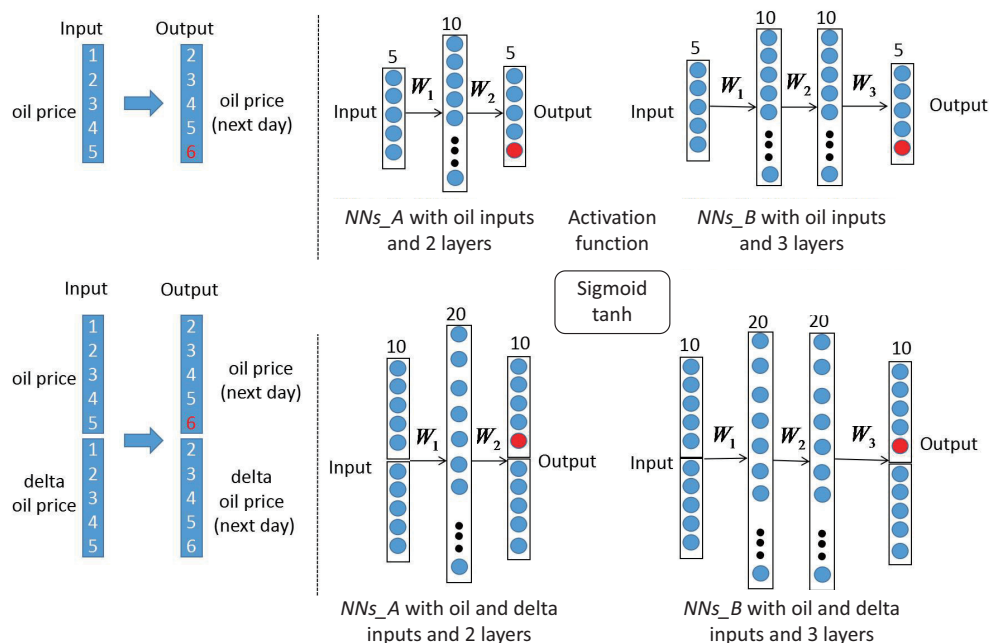 Input
Output
1
2
3
4
5
2
3
4
5
6
oil price
oil price
(next day)
5
10
5
W1
W2
Input
Output
NNs_A with oil inputs
and 2 layers
Activation
function
Sigmoid
tanh
5
10
10
5
W1
W2
W3
Input
Output
NNs_B with oil inputs
and 3 layers
Input
Output
1
2
3
4
5
1
2
3
4
5
2
3
4
5
6
2
3
4
5
6
oil price
delta
oil price
oil price
(next day)
delta
oil price
(next day)
10
20
10
W1
W2
Input
Output
NNs_A with oil and delta
inputs and 2 layers
10
20
20
10
W1
W2
W3
Input
Output
NNs_B with oil and delta
inputs and 3 layers